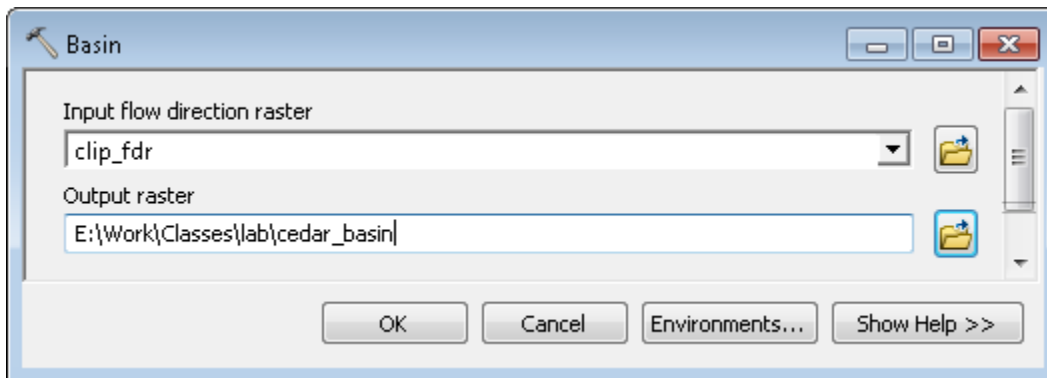 Basin
Input flow direction raster
clip_fdr
Output raster
E:\Work\Classes\lab\cedar_basin
OK Cancel Environments... Show Help >>